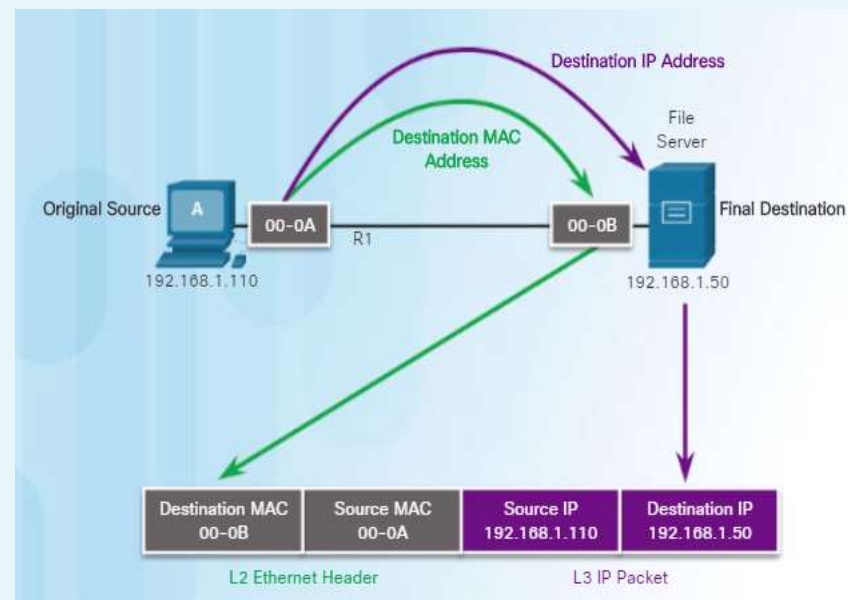 Destination IP Address
File
Server
Destination MAC
Address
Original Source
A
00-0A
R1
00-0B
Final Destination
192.168.1.110
192.168.1.50
Destination MAC
00-0B
Source MAC
00-0A
Source IP
192.168.1.110
Destination IP
192.168.1.50
L2 Ethernet Header
L3 IP Packet